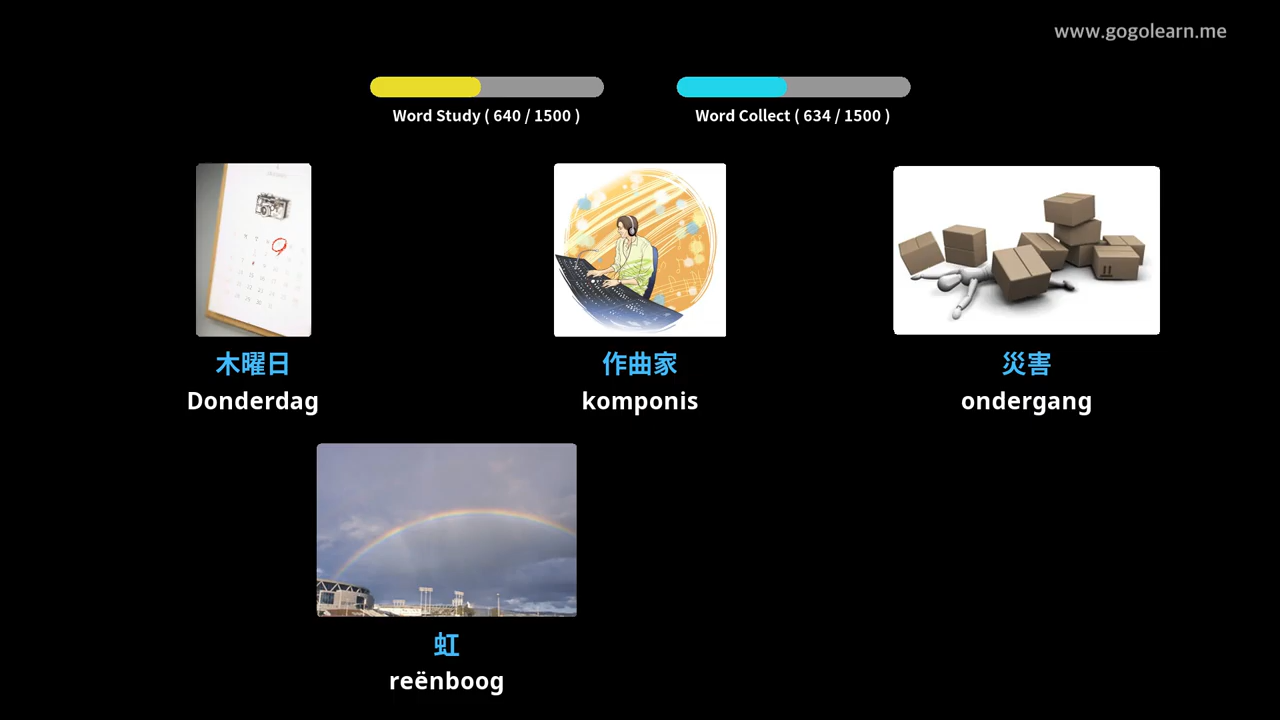 www.gogolearn.me
Word Study ( 640 / 1500 )
Word Collect ( 634 / 1500 )
木曜日
Donderdag
作曲家
komponis
災害
ondergang
虹
reënboog